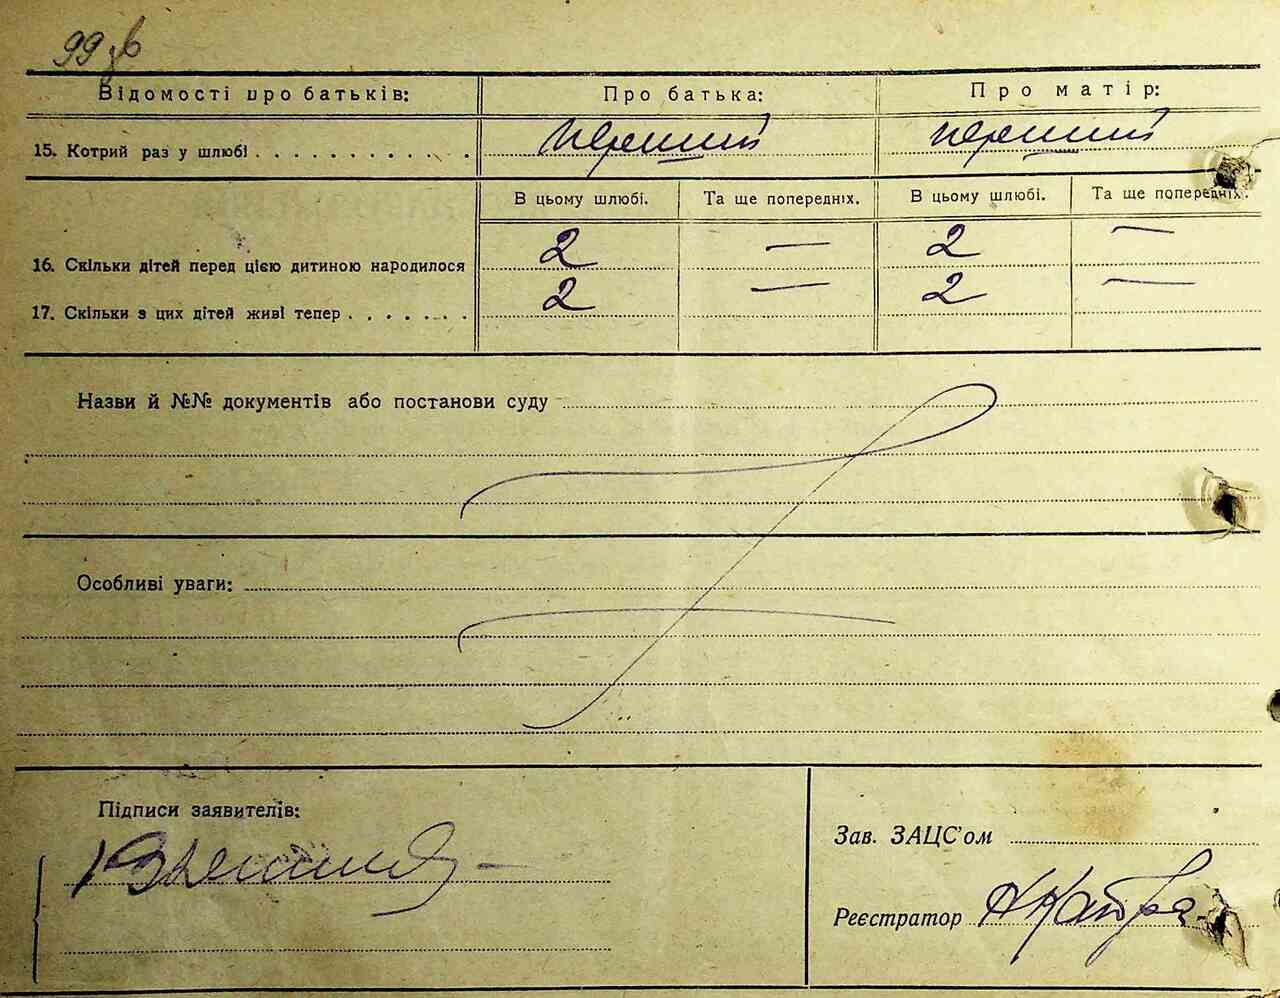 99 зв
Відомості про батьків: Про батька: Про матір:
15. Котрий раз у шлюбі . . . . . . . . . . . . перший перший
В цьому шлюбі. Та ще попередніх. В цьому шлюбі. Та ще попередніх.
16. Скільки дітей перед цією дитиною народилося 2 — 2 —
17. Скільки з цих дітей живі тепер . . . . . . . 2 — 2 —
Назви й №№ документів або постанови суду
Особливі уваги:
Підписи заявителів:
Зав. ЗАЦС'ом
Реєстратор